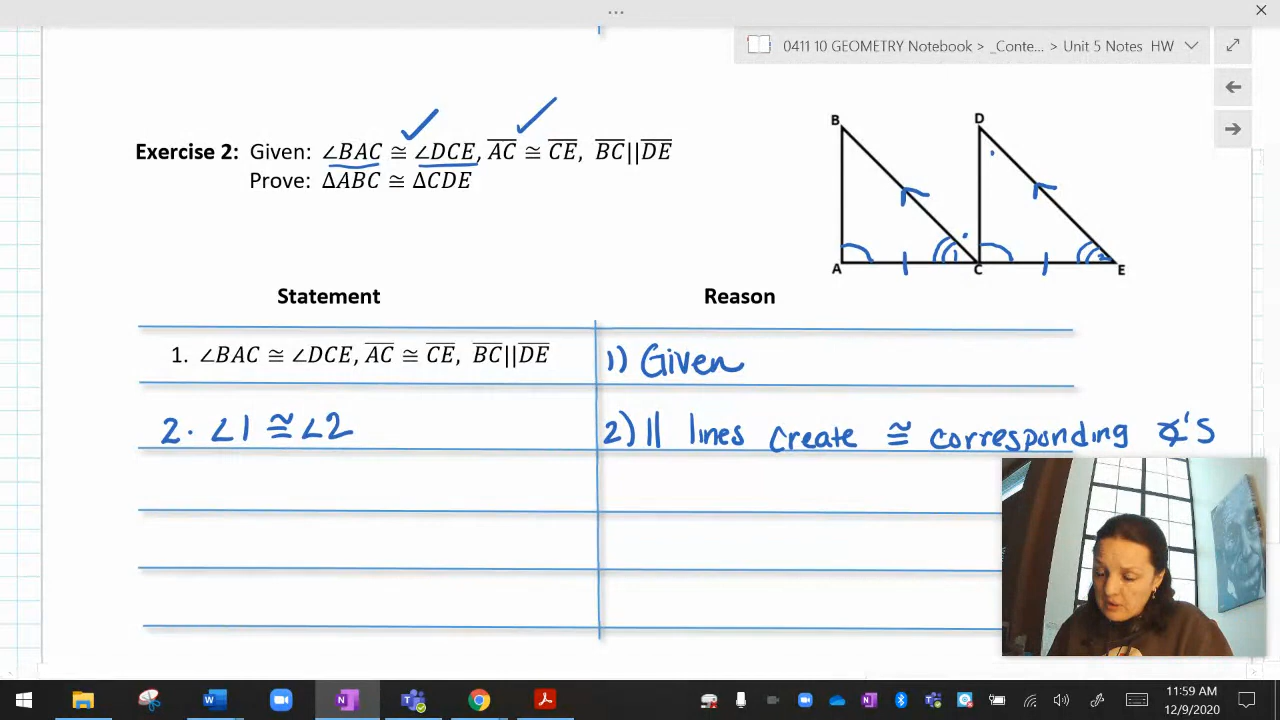 0411 10 GEOMETRY Notebook > _Conte... > Unit 5 Notes HW
Exercise 2: Given: ∠BAC ≅ ∠DCE, AC ≅ CE, BC||DE
Prove: ΔABC ≅ ΔCDE
B
D
1
2
A
C
E
Statement
Reason
1. ∠BAC ≅ ∠DCE, AC ≅ CE, BC||DE
1) Given
2. ∠1 ≅ ∠2
2) || lines create ≅ corresponding ∡'s
11:59 AM
12/9/2020